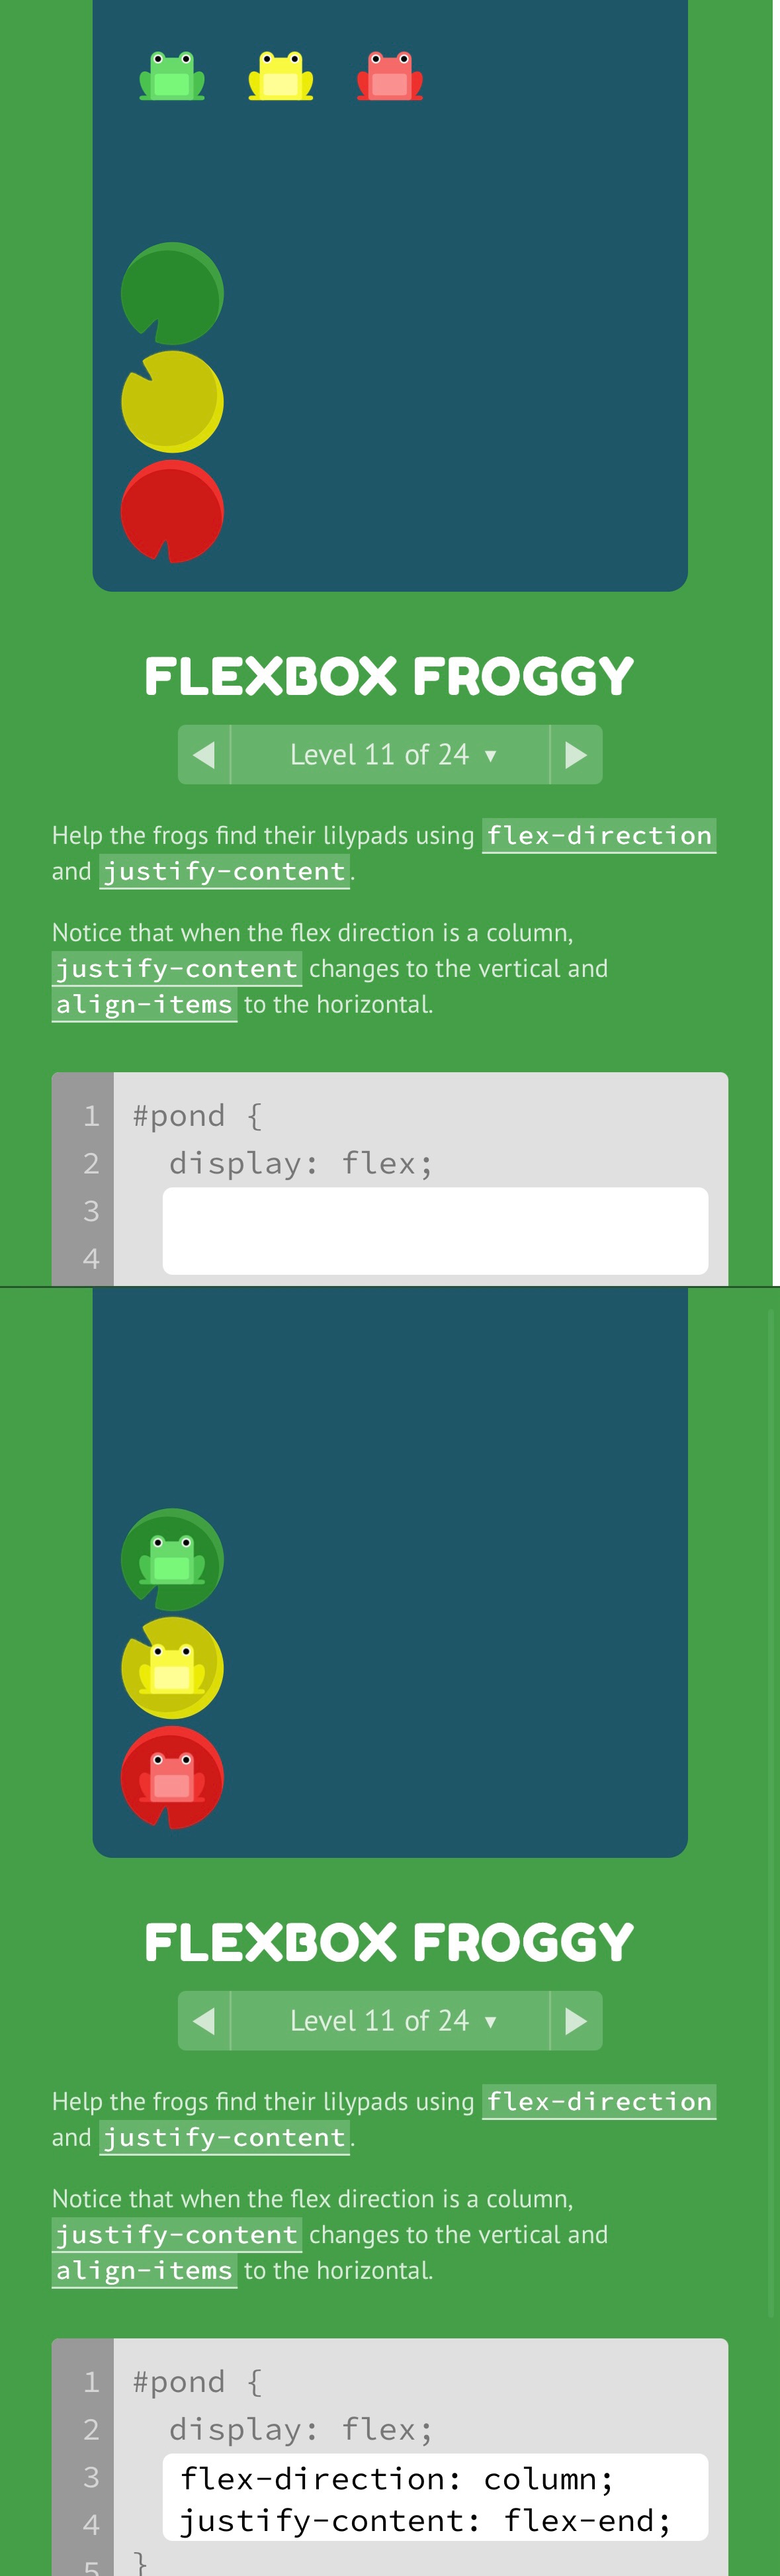 FLEXBOX FROGGY
Level 11 of 24 ▼
Help the frogs find their lilypads using flex-direction
and justify-content.
Notice that when the flex direction is a column,
justify-content changes to the vertical and
align-items to the horizontal.
1 #pond {
2 display: flex;
3
4
FLEXBOX FROGGY
Level 11 of 24 ▼
Help the frogs find their lilypads using flex-direction
and justify-content.
Notice that when the flex direction is a column,
justify-content changes to the vertical and
align-items to the horizontal.
1 #pond {
2 display: flex;
3 flex-direction: column;
4 justify-content: flex-end;
5 }